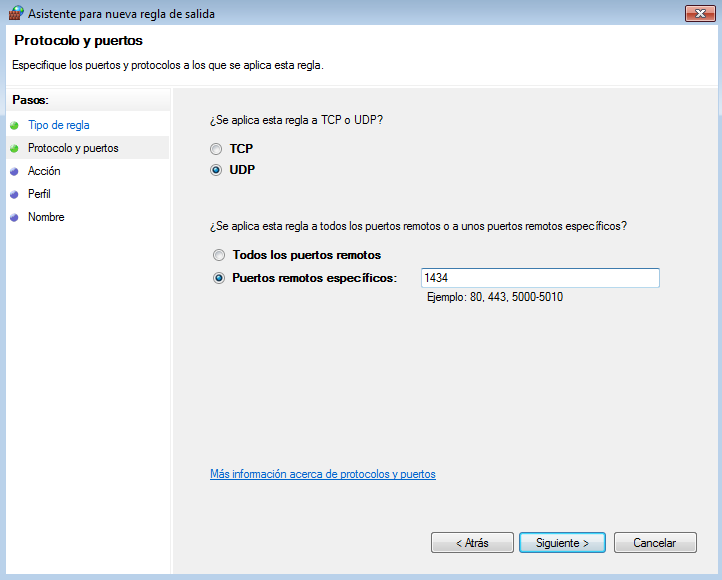 Asistente para nueva regla de salida
Protocolo y puertos
Especifique los puertos y protocolos a los que se aplica esta regla.
Pasos:
Tipo de regla
Protocolo y puertos
Acción
Perfil
Nombre
¿Se aplica esta regla a TCP o UDP?
TCP
UDP
¿Se aplica esta regla a todos los puertos remotos o a unos puertos remotos específicos?
Todos los puertos remotos
Puertos remotos específicos:
1434
Ejemplo: 80, 443, 5000-5010
Más información acerca de protocolos y puertos
< Atrás
Siguiente >
Cancelar